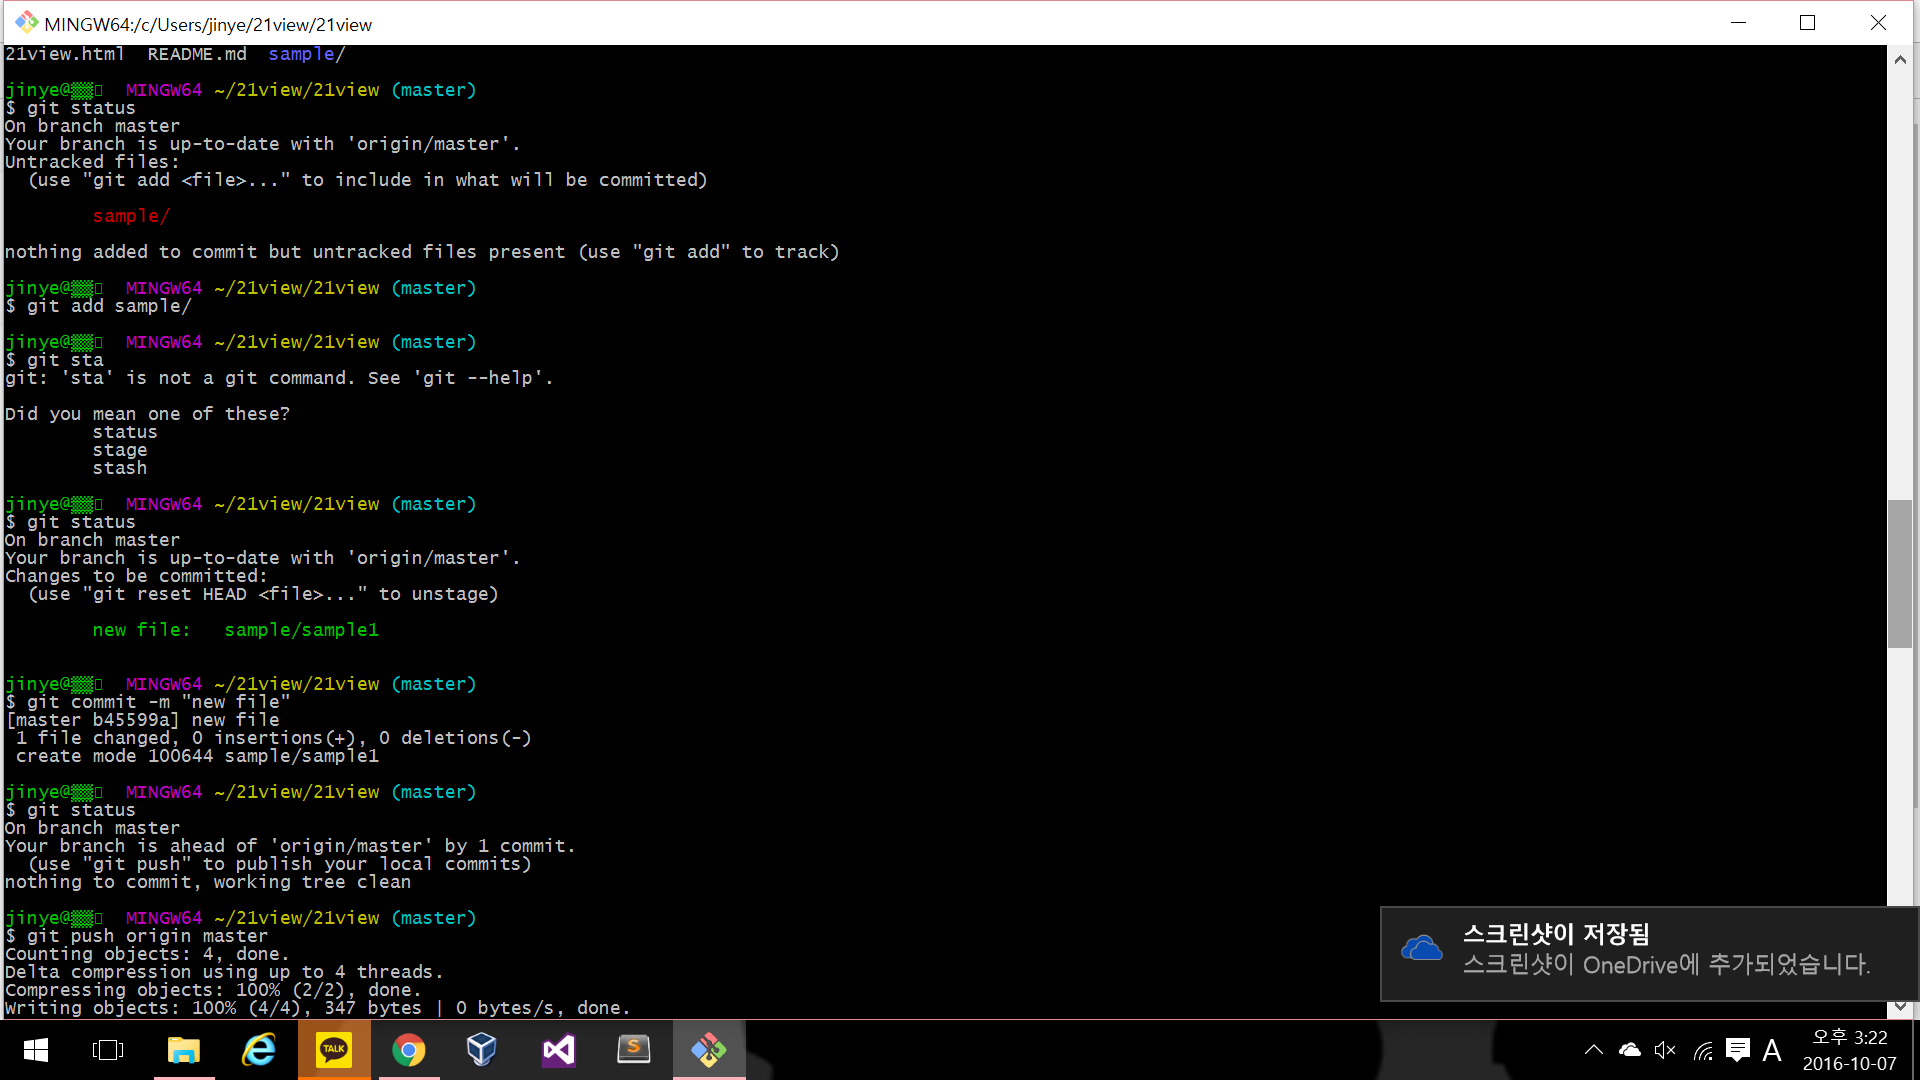 MINGW64:/c/Users/jinye/21view/21view
21view.html  README.md  sample/
jinye@▒▒▒  MINGW64 ~/21view/21view (master)
$ git status
On branch master
Your branch is up-to-date with 'origin/master'.
Untracked files:
  (use "git add <file>..." to include in what will be committed)
        sample/
nothing added to commit but untracked files present (use "git add" to track)
jinye@▒▒▒  MINGW64 ~/21view/21view (master)
$ git add sample/
jinye@▒▒▒  MINGW64 ~/21view/21view (master)
$ git sta
git: 'sta' is not a git command. See 'git --help'.
Did you mean one of these?
        status
        stage
        stash
jinye@▒▒▒  MINGW64 ~/21view/21view (master)
$ git status
On branch master
Your branch is up-to-date with 'origin/master'.
Changes to be committed:
  (use "git reset HEAD <file>..." to unstage)
        new file:   sample/sample1
jinye@▒▒▒  MINGW64 ~/21view/21view (master)
$ git commit -m "new file"
[master b45599a] new file
 1 file changed, 0 insertions(+), 0 deletions(-)
 create mode 100644 sample/sample1
jinye@▒▒▒  MINGW64 ~/21view/21view (master)
$ git status
On branch master
Your branch is ahead of 'origin/master' by 1 commit.
  (use "git push" to publish your local commits)
nothing to commit, working tree clean
jinye@▒▒▒  MINGW64 ~/21view/21view (master)
$ git push origin master
Counting objects: 4, done.
Delta compression using up to 4 threads.
Compressing objects: 100% (2/2), done.
Writing objects: 100% (4/4), 347 bytes | 0 bytes/s, done.
스크린샷이 저장됨
스크린샷이 OneDrive에 추가되었습니다.
TALK
S
A
오후 3:22
2016-10-07